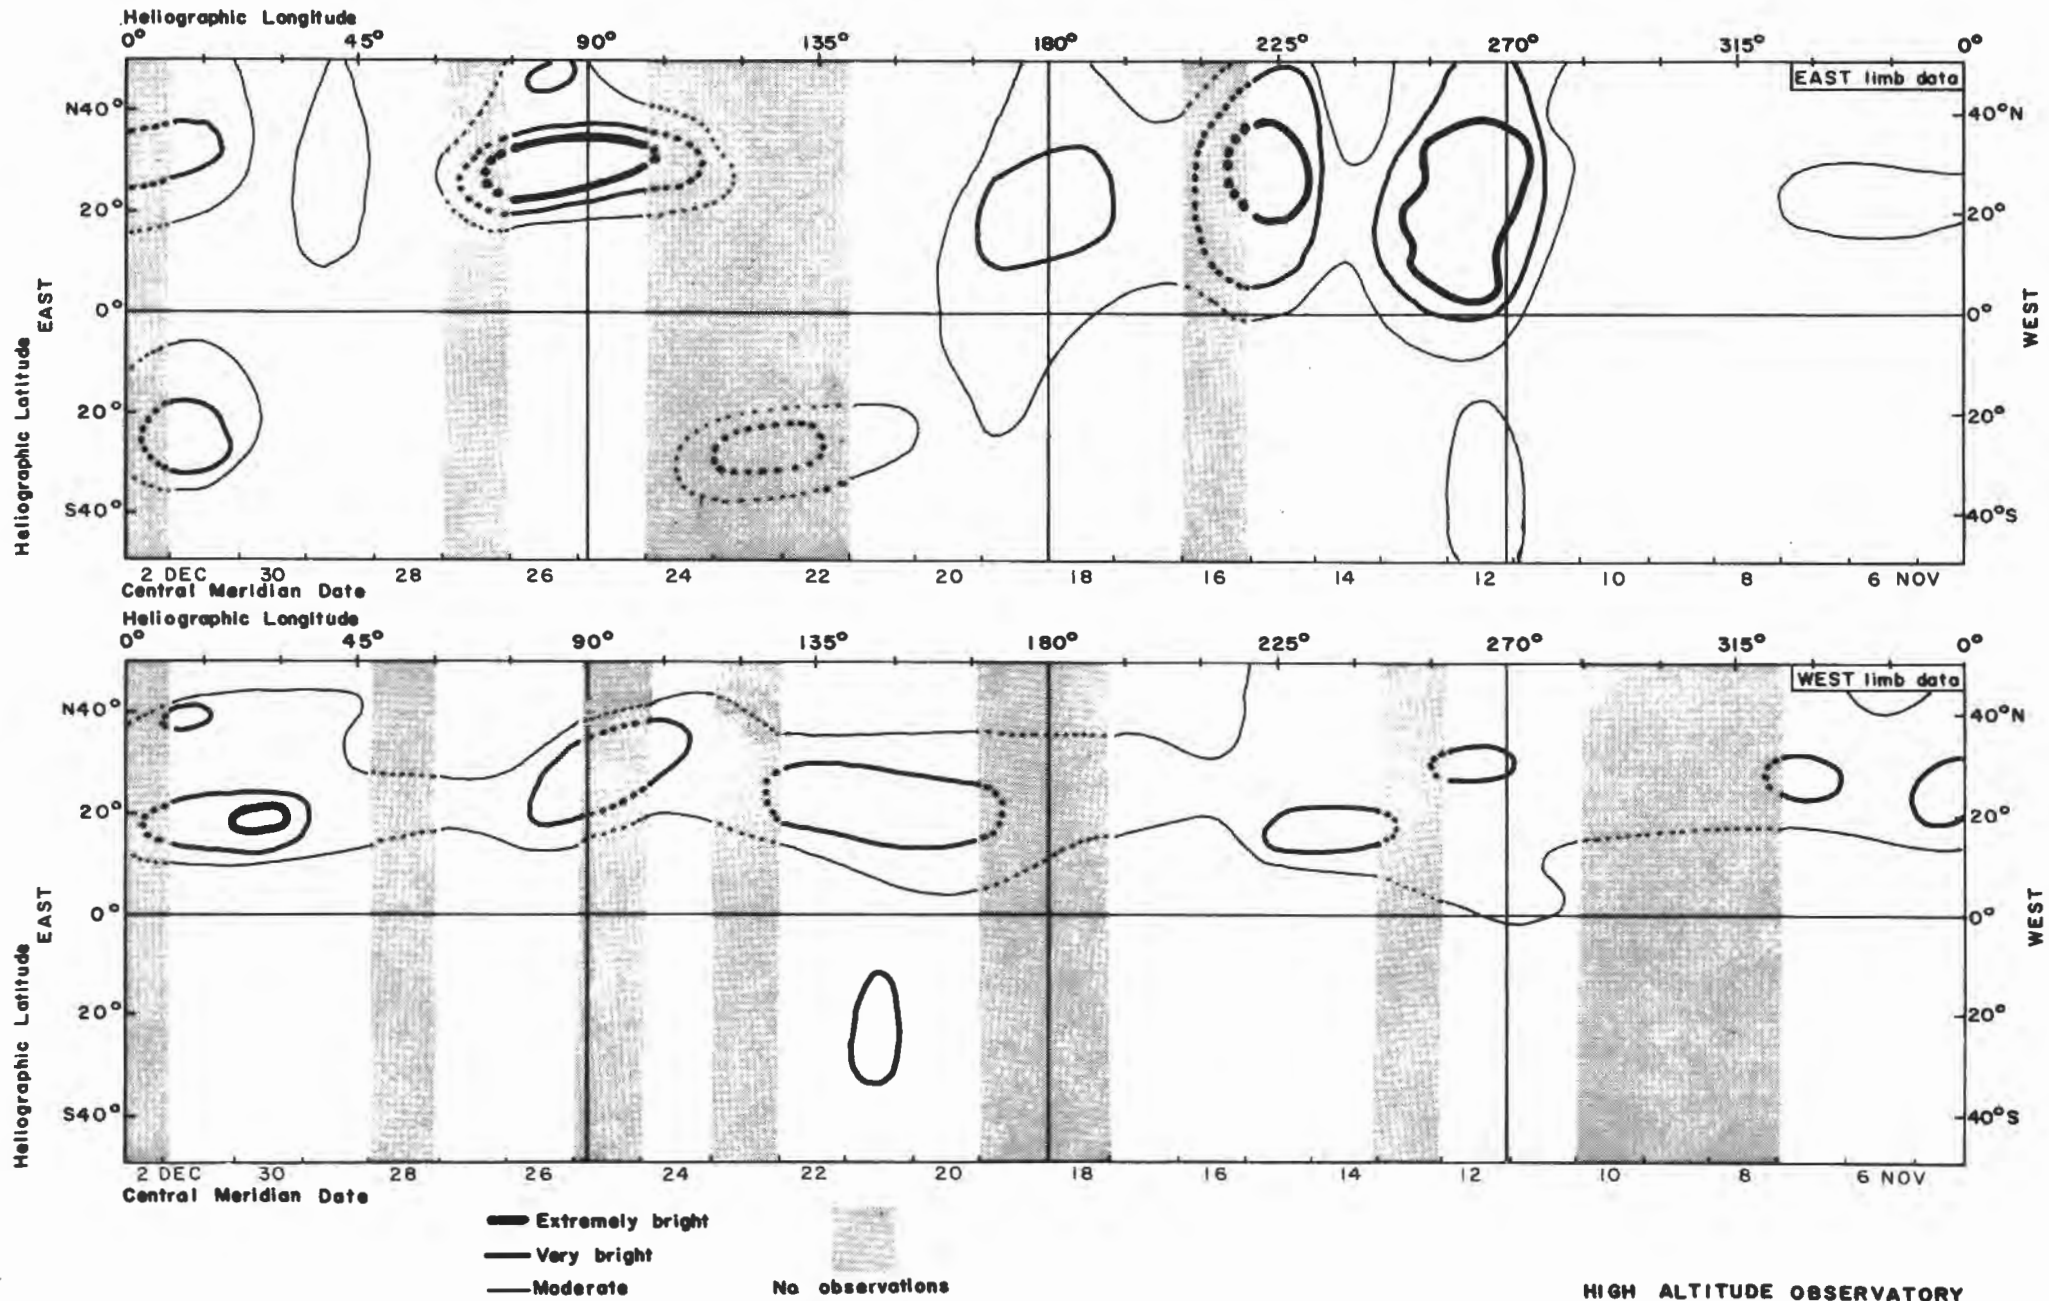 Heliographic Longitude
0° 45° 90° 135° 180° 225° 270° 315° 0°
EAST limb data
N40° 40°N
20° 20°
0° 0°
20° 20°
S40° 40°S
Heliographic Latitude
EAST
WEST
2 DEC 30 28 26 24 22 20 18 16 14 12 10 8 6 NOV
Central Meridian Date
Heliographic Longitude
0° 45° 90° 135° 180° 225° 270° 315° 0°
WEST limb data
N40° 40°N
20° 20°
0° 0°
20° 20°
S40° 40°S
Heliographic Latitude
EAST
WEST
2 DEC 30 28 26 24 22 20 18 16 14 12 10 8 6 NOV
Central Meridian Date
Extremely bright
Very bright
Moderate
No observations
HIGH ALTITUDE OBSERVATORY